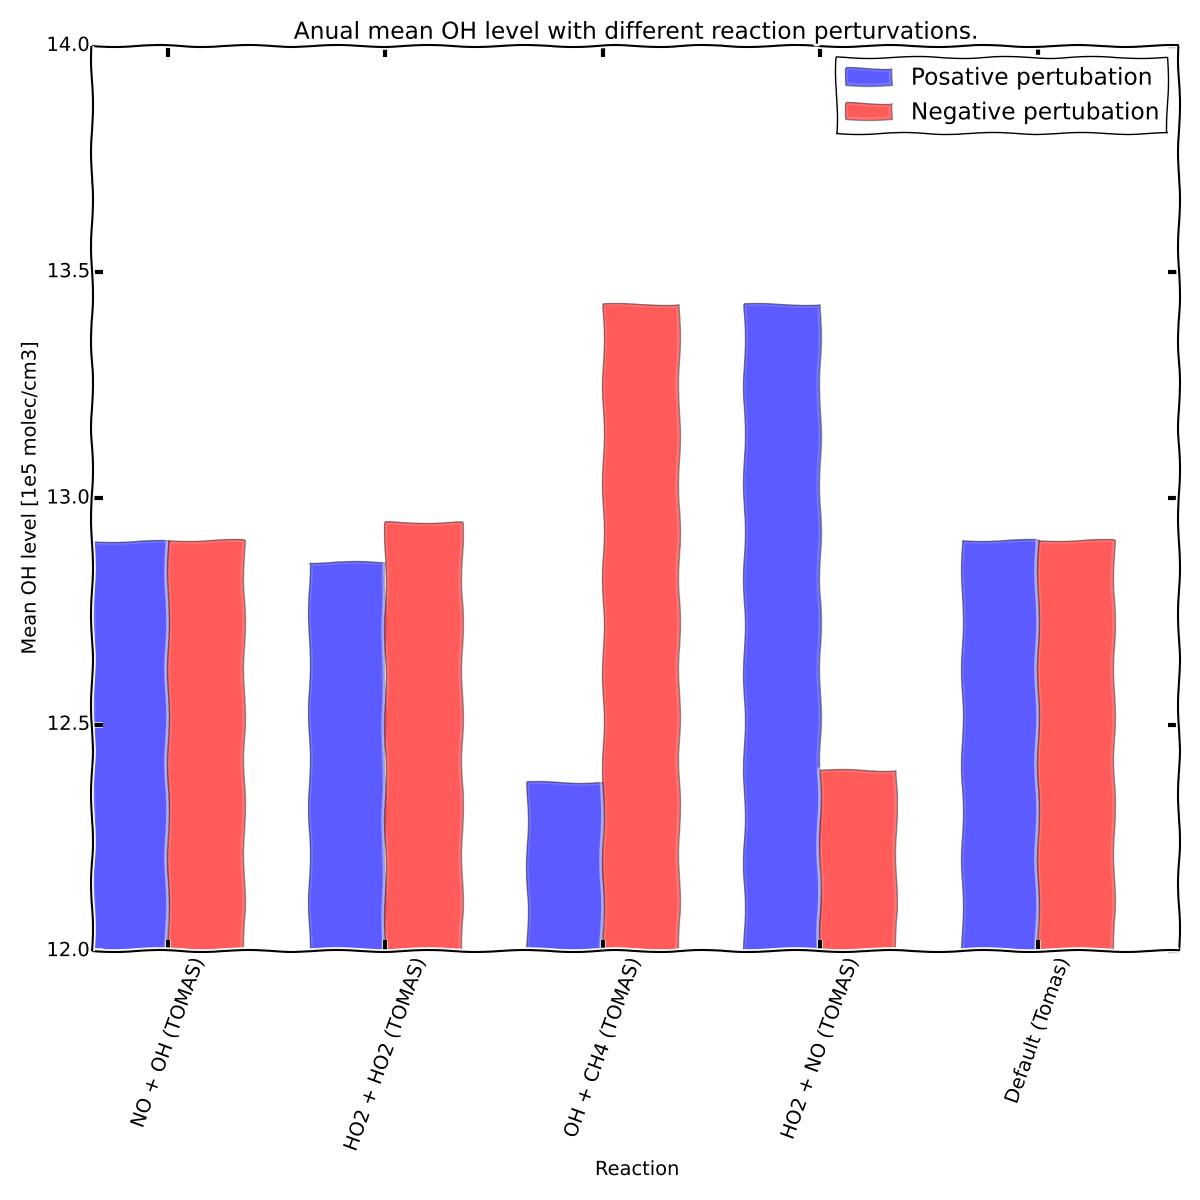 Anual mean OH level with different reaction perturvations.
Posative pertubation
Negative pertubation
14.0
13.5
13.0
12.5
12.0
Mean OH level [1e5 molec/cm3]
NO + OH (TOMAS)
HO2 + HO2 (TOMAS)
OH + CH4 (TOMAS)
HO2 + NO (TOMAS)
Default (Tomas)
Reaction